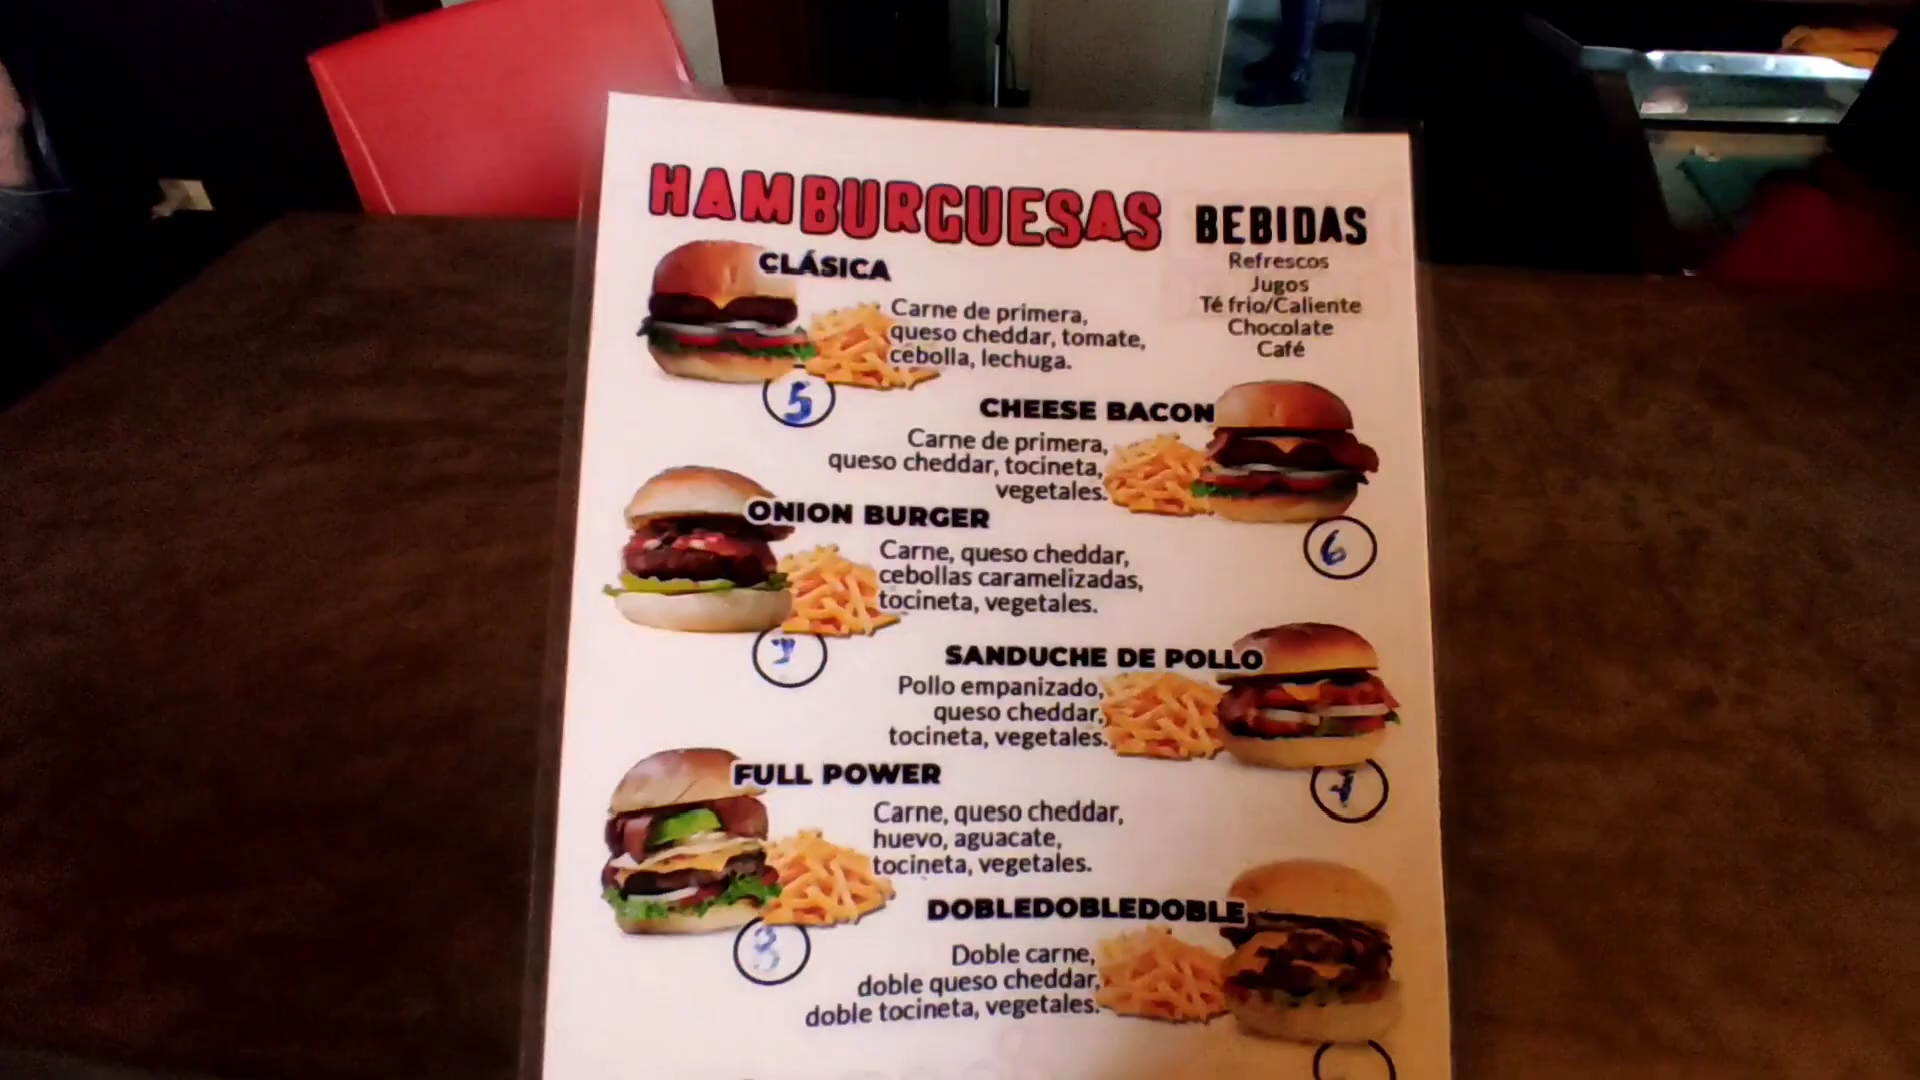 HAMBURGUESAS
BEBIDAS
Refrescos
Jugos
Té frio/Caliente
Chocolate
Café
CLÁSICA
Carne de primera,
queso cheddar, tomate,
cebolla, lechuga.
5
CHEESE BACON
Carne de primera,
queso cheddar, tocineta,
vegetales.
6
ONION BURGER
Carne, queso cheddar,
cebollas caramelizadas,
tocineta, vegetales.
SANDUCHE DE POLLO
Pollo empanizado,
queso cheddar,
tocineta, vegetales.
FULL POWER
Carne, queso cheddar,
huevo, aguacate,
tocineta, vegetales.
8
DOBLEDOBLEDOBLE
Doble carne,
doble queso cheddar,
doble tocineta, vegetales.